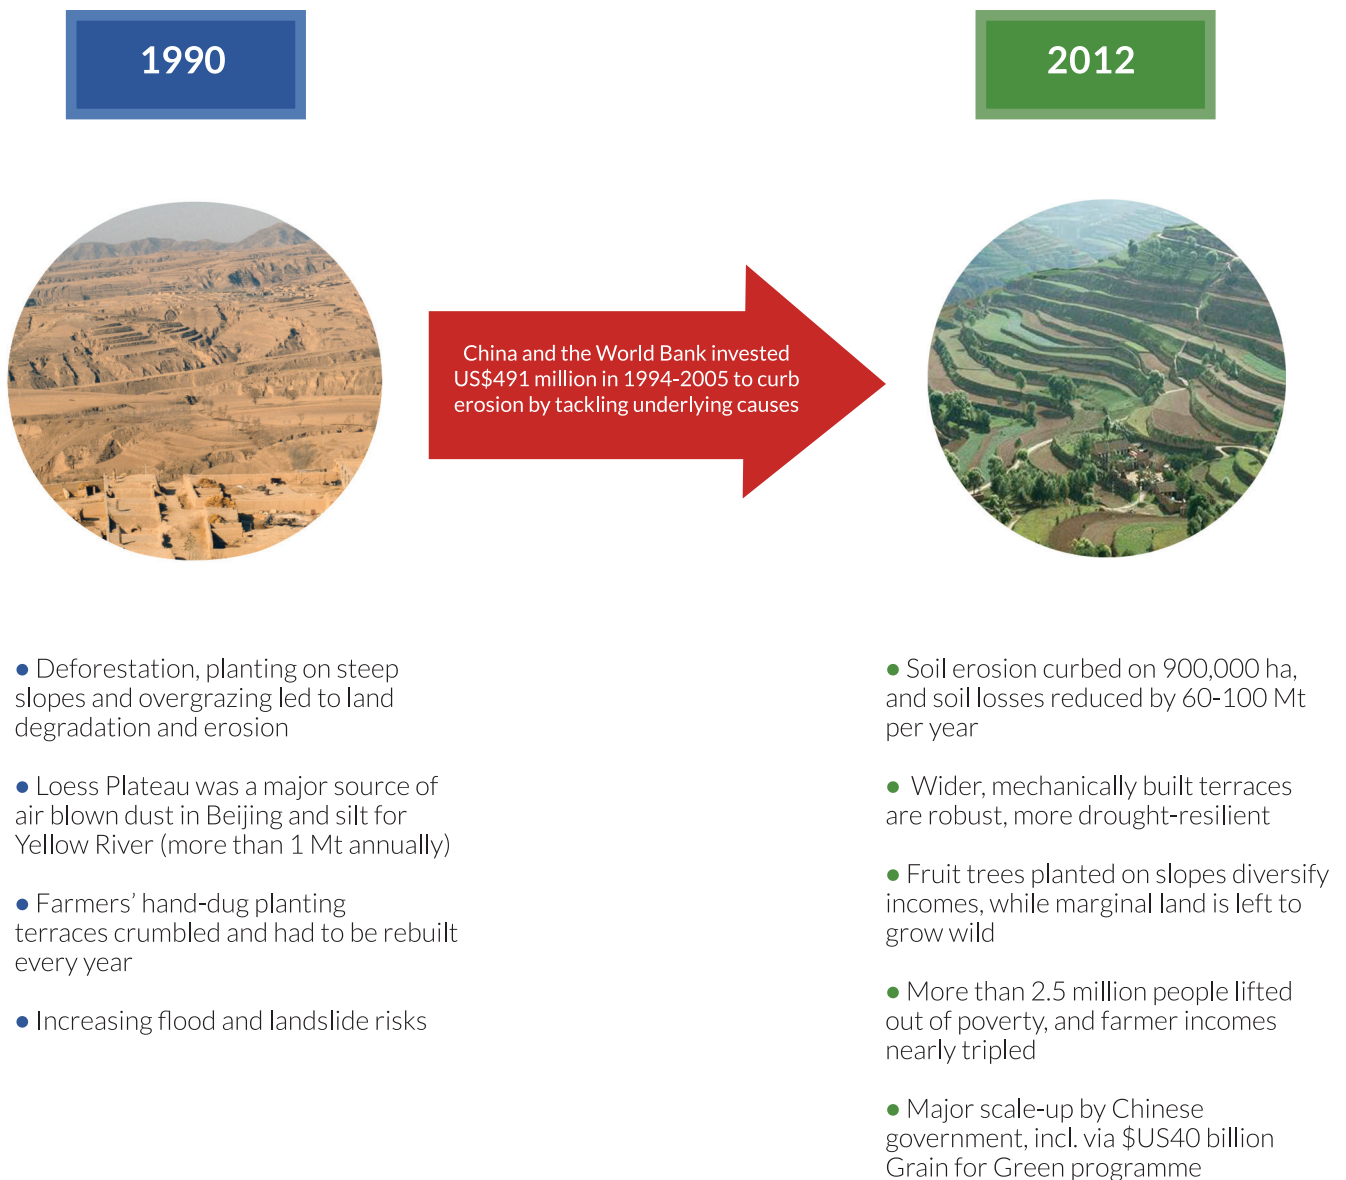 1990
2012
China and the World Bank invested
US$491 million in 1994-2005 to curb
erosion by tackling underlying causes
● Deforestation, planting on steep
slopes and overgrazing led to land
degradation and erosion
● Loess Plateau was a major source of
air blown dust in Beijing and silt for
Yellow River (more than 1 Mt annually)
● Farmers’ hand-dug planting
terraces crumbled and had to be rebuilt
every year
● Increasing flood and landslide risks
● Soil erosion curbed on 900,000 ha,
and soil losses reduced by 60-100 Mt
per year
● Wider, mechanically built terraces
are robust, more drought-resilient
● Fruit trees planted on slopes diversify
incomes, while marginal land is left to
grow wild
● More than 2.5 million people lifted
out of poverty, and farmer incomes
nearly tripled
● Major scale-up by Chinese
government, incl. via $US40 billion
Grain for Green programme